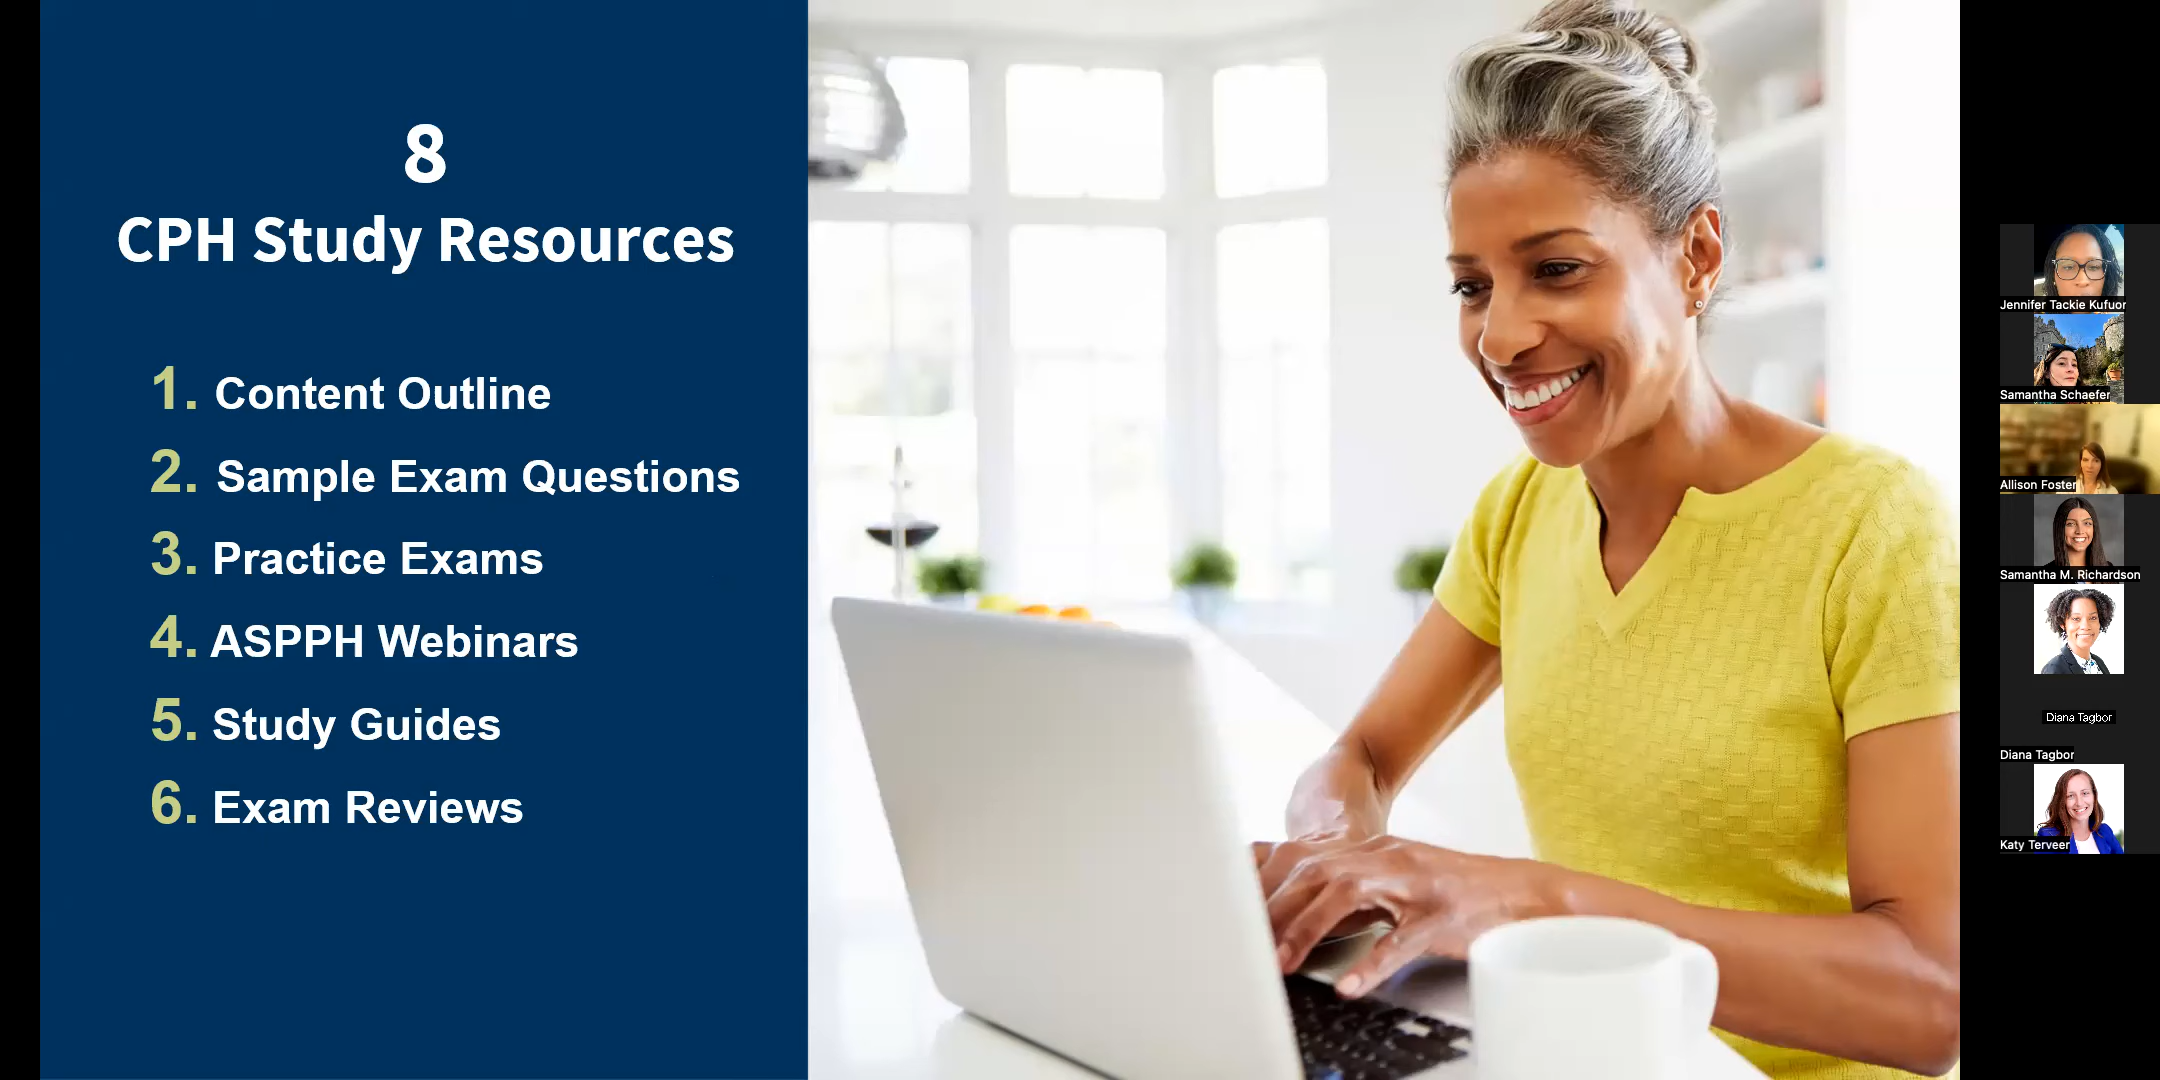 8
CPH Study Resources
1. Content Outline
2. Sample Exam Questions
3. Practice Exams
4. ASPPH Webinars
5. Study Guides
6. Exam Reviews
Jennifer Tackie Kufuor
Samantha Schaefer
Allison Foster
Samantha M. Richardson
Diana Tagbor
Diana Tagbor
Katy Terveer